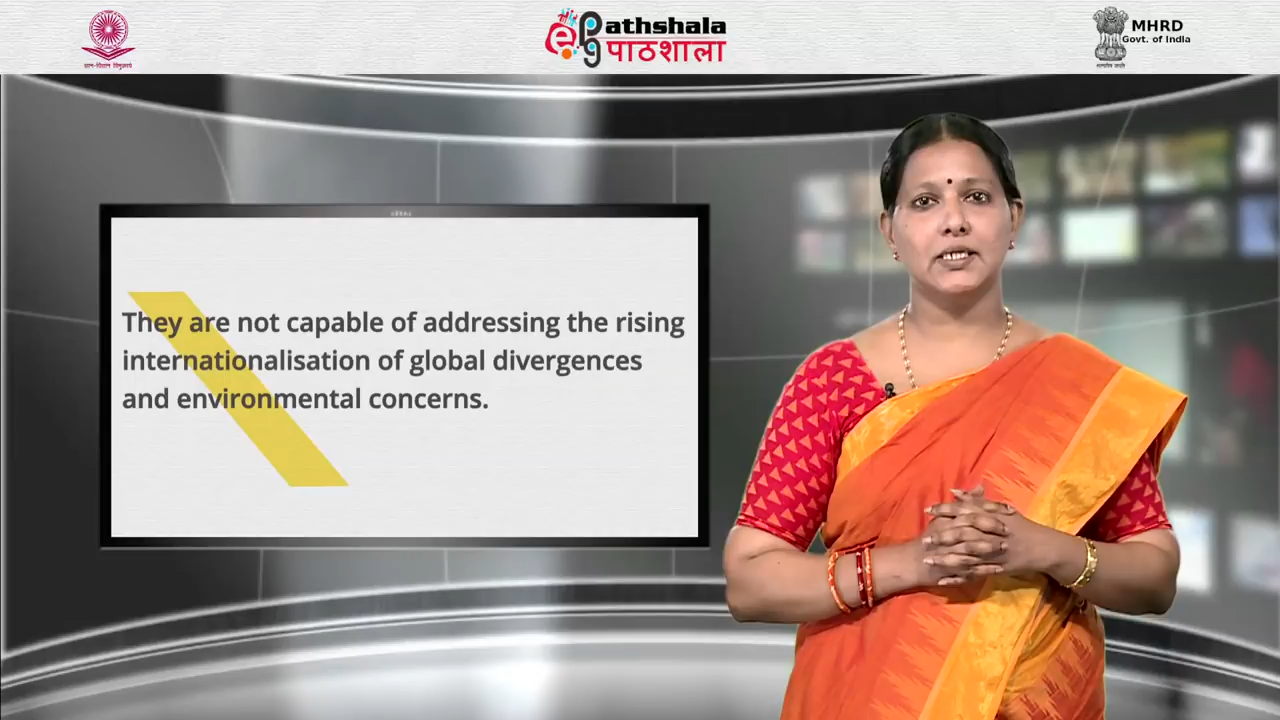 ePathshala
पाठशाला
MHRD
Govt. of India
They are not capable of addressing the rising
internationalisation of global divergences
and environmental concerns.